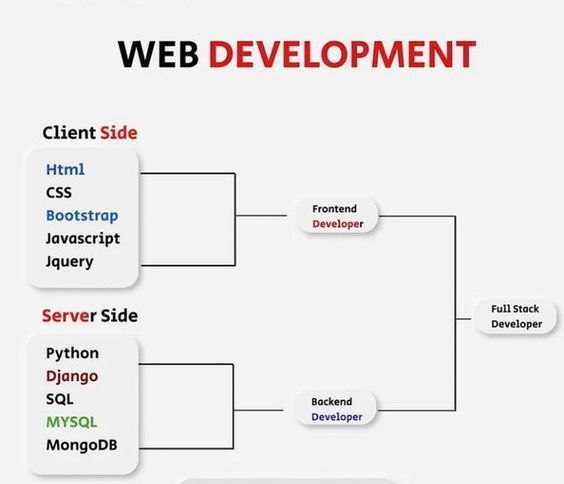 WEB DEVELOPMENT
Client Side
Html
CSS
Bootstrap
Javascript
Jquery
Frontend
Developer
Full Stack
Developer
Server Side
Python
Django
SQL
MYSQL
MongoDB
Backend
Developer